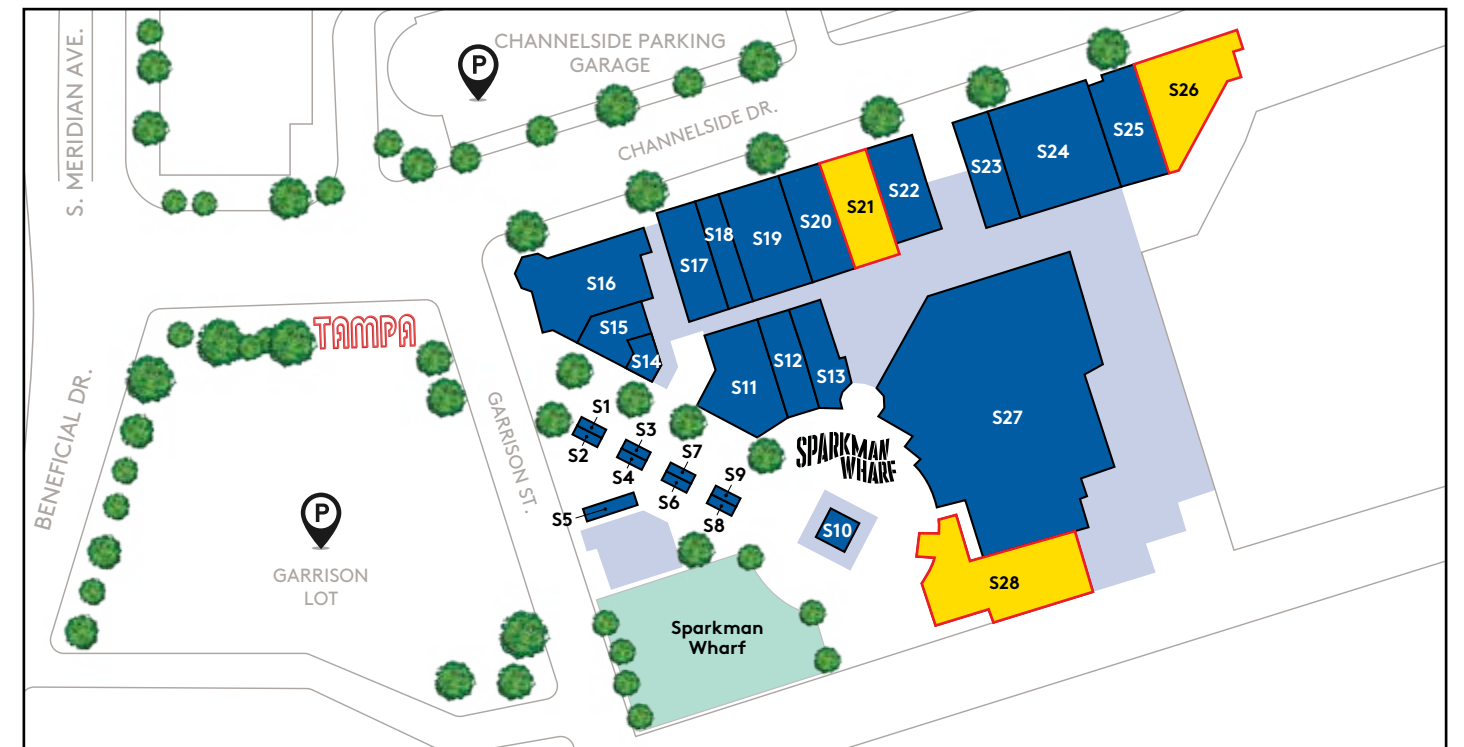 S. MERIDIAN AVE.
P
CHANNELSIDE PARKING
GARAGE
CHANNELSIDE DR.
S26
S25
S24
S23
S22
S21
S20
S19
S18
S17
S16
S15
S14
TAMPA
S13
S12
S11
S27
BENEFICIAL DR.
GARRISON ST.
S1
S2
S3
S4
S7
S6
S9
S8
S5
SPARKMAN
WHARF
S10
P
GARRISON
LOT
S28
Sparkman
Wharf